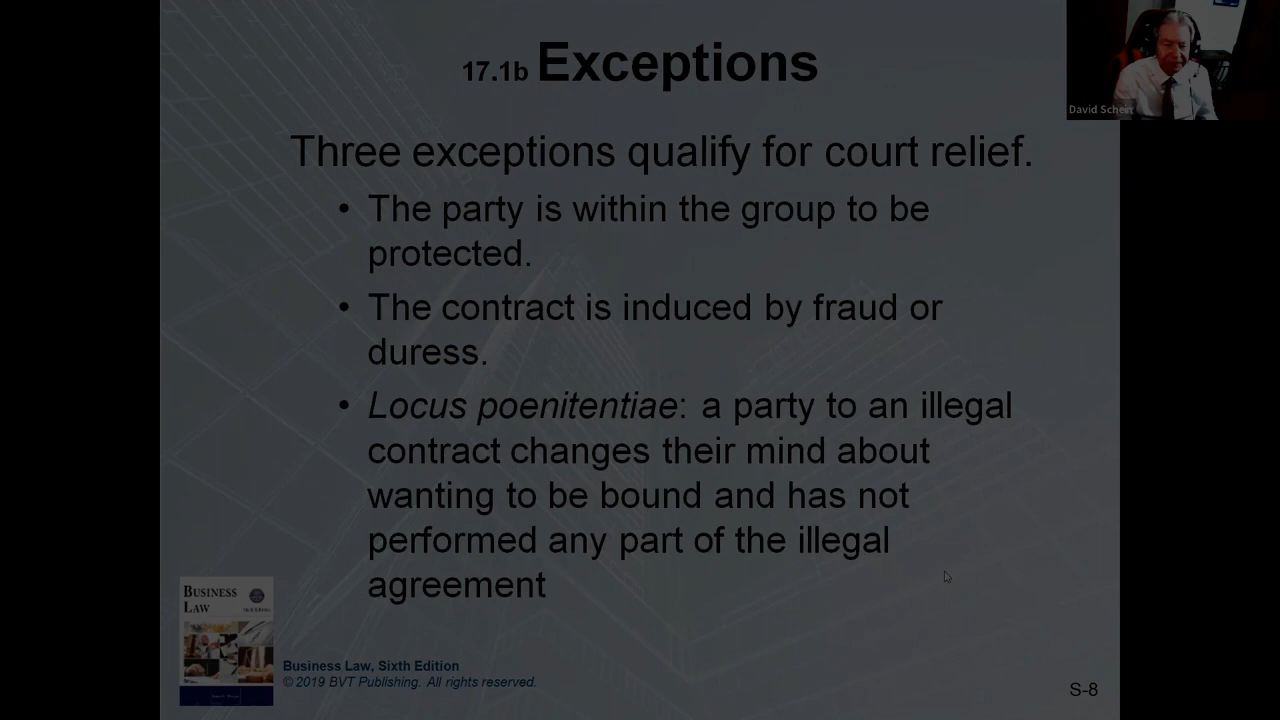 17.1b Exceptions
David Schein
Three exceptions qualify for court relief.
• The party is within the group to be
protected.
• The contract is induced by fraud or
duress.
• Locus poenitentiae: a party to an illegal
contract changes their mind about
wanting to be bound and has not
performed any part of the illegal
agreement
BUSINESS
LAW
Business Law, Sixth Edition
© 2019 BVT Publishing. All rights reserved.
S-8